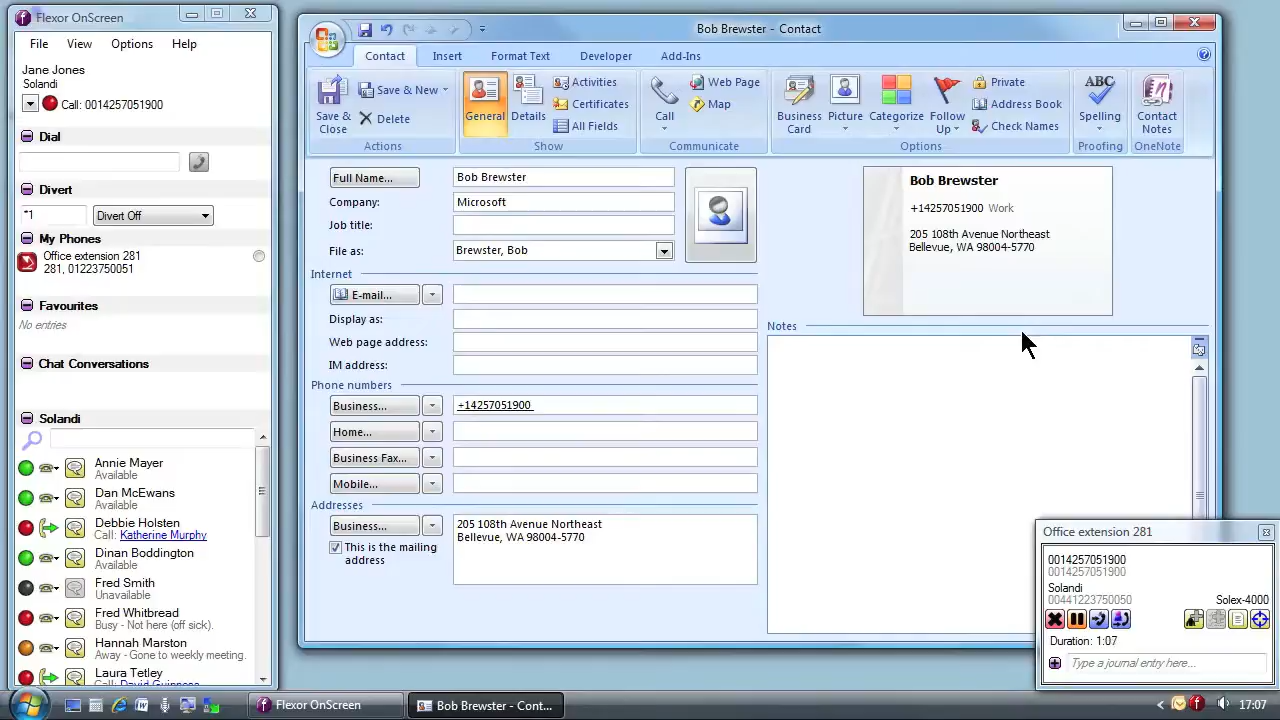 Flexor OnScreen
File View Options Help
Jane Jones
Solandi
Call: 0014257051900
Dial
Divert
*1 Divert Off
My Phones
Office extension 281
281, 01223750051
Favourites
No entries
Chat Conversations
Solandi
Annie Mayer
Available
Dan McEwans
Available
Debbie Holsten
Call: Katherine Murphy
Dinan Boddington
Available
Fred Smith
Unavailable
Fred Whitbread
Busy - Not here (off sick).
Hannah Marston
Away - Gone to weekly meeting.
Laura Tetley
Call: David Guinness
Bob Brewster - Contact
Contact Insert Format Text Developer Add-Ins
Save & Close
Save & New
Delete
Actions
General
Details
Activities
Certificates
All Fields
Show
Call
Web Page
Map
Communicate
Business Card
Picture
Categorize
Follow Up
Private
Address Book
Check Names
Options
ABC
Spelling
Proofing
Contact Notes
OneNote
Full Name... Bob Brewster
Company: Microsoft
Job title:
File as: Brewster, Bob
Internet
E-mail...
Display as:
Web page address:
IM address:
Phone numbers
Business... +14257051900
Home...
Business Fax...
Mobile...
Addresses
Business... 205 108th Avenue Northeast
Bellevue, WA 98004-5770
This is the mailing
address
Bob Brewster
+14257051900 Work
205 108th Avenue Northeast
Bellevue, WA 98004-5770
Notes
Office extension 281
0014257051900
0014257051900
Solandi
00441223750050 Solex-4000
Duration: 1:07
Type a journal entry here...
Flexor OnScreen
Bob Brewster - Cont...
17:07